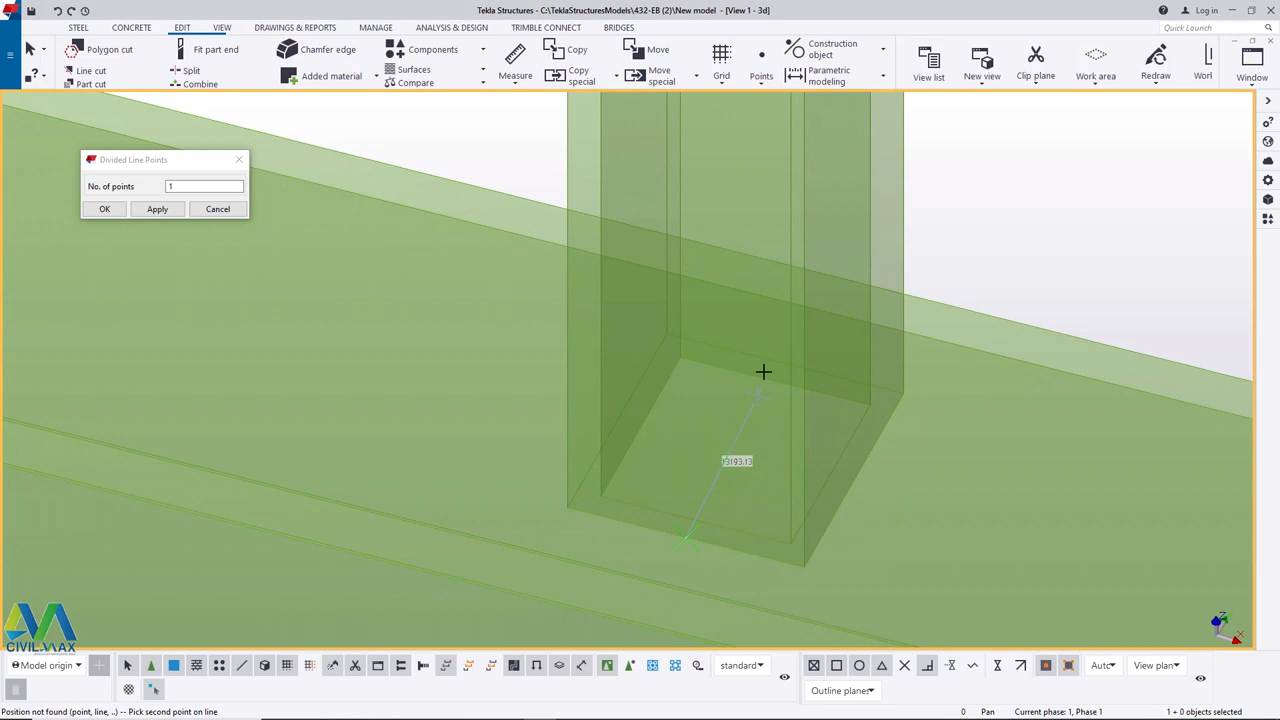 Tekla Structures - C:\TeklaStructuresModels\432-EB (2)\New model - [View 1 - 3d]
Log in
STEEL CONCRETE EDIT VIEW DRAWINGS & REPORTS MANAGE ANALYSIS & DESIGN TRIMBLE CONNECT BRIDGES
Quick Launch
Polygon cut
Line cut
Part cut
Fit part end
Split
Combine
Chamfer edge
Added material
Components
Surfaces
Compare
Measure
Copy
Copy special
Move
Move special
Grid
Points
Construction object
Parametric modeling
View list
New view
Clip plane
Work area
Redraw
Worl
Window
Divided Line Points
No. of points 1
OK Apply Cancel
CIVILMAX
Z
Model origin
standard
Auto
View plan
Outline planes
Position not found (point, line, ..) -- Pick second point on line
0 Pan Current phase: 1, Phase 1 1 + 0 objects selected